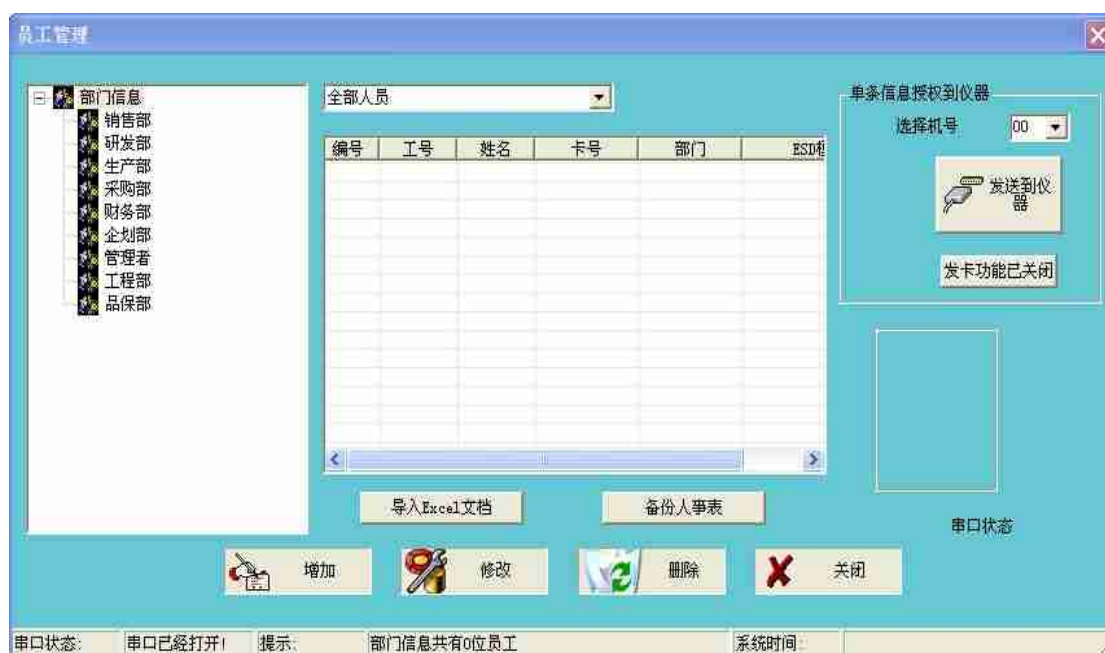 员工管理
部门信息
销售部
研发部
生产部
采购部
财务部
企划部
管理者
工程部
品保部
全部人员
编号 工号 姓名 卡号 部门 ESD
导入Excel文档
备份人事表
单条信息授权到仪器
选择机号 00
发送到仪
器
发卡功能已关闭
串口状态
增加
修改
删除
关闭
串口状态: 串口已经打开! 提示: 部门信息共有0位员工 系统时间: